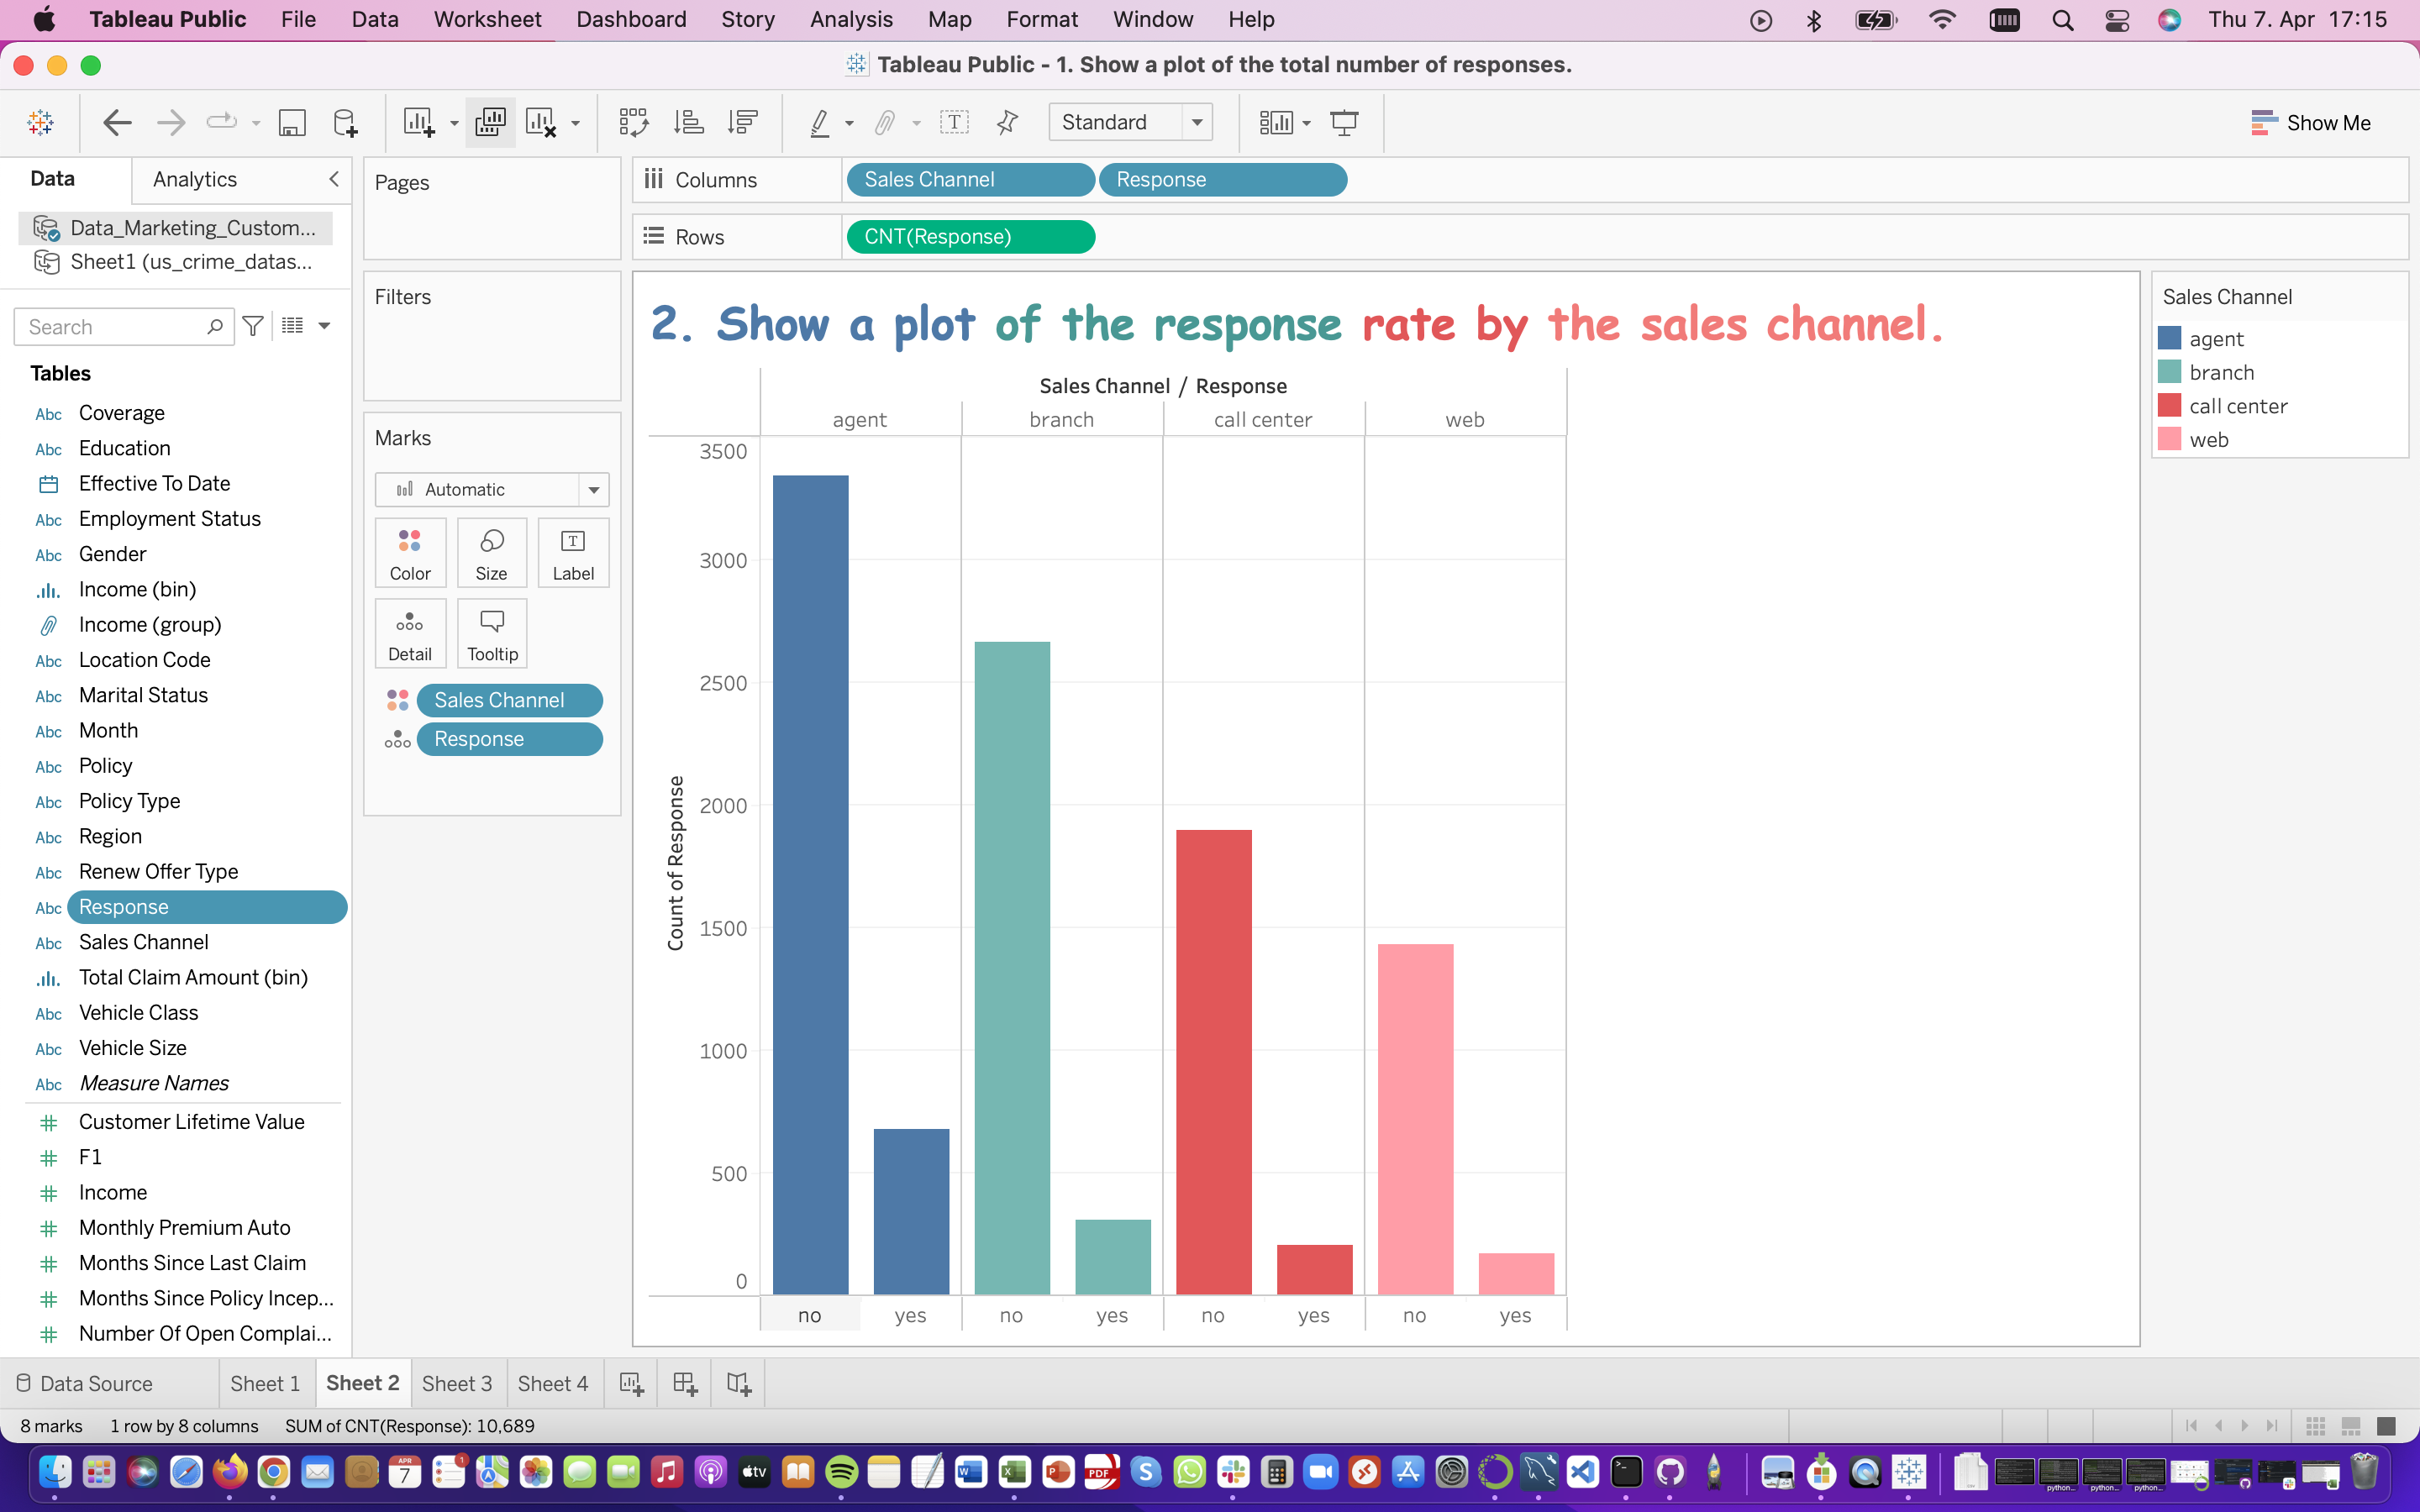 Tableau Public File Data Worksheet Dashboard Story Analysis Map Format Window Help Thu 7. Apr 17:15
Tableau Public - 1. Show a plot of the total number of responses.
Standard
Show Me
Data Analytics
Data_Marketing_Custom...
Sheet1 (us_crime_datas...
Search
Tables
Abc Coverage
Abc Education
Effective To Date
Abc Employment Status
Abc Gender
Income (bin)
Income (group)
Abc Location Code
Abc Marital Status
Abc Month
Abc Policy
Abc Policy Type
Abc Region
Abc Renew Offer Type
Abc Response
Abc Sales Channel
Total Claim Amount (bin)
Abc Vehicle Class
Abc Vehicle Size
Abc Measure Names
# Customer Lifetime Value
# F1
# Income
# Monthly Premium Auto
# Months Since Last Claim
# Months Since Policy Incep...
# Number Of Open Complai...
Pages
Filters
Marks
Automatic
Color Size Label
Detail Tooltip
Sales Channel
Response
Columns Sales Channel Response
Rows CNT(Response)
2. Show a plot of the response rate by the sales channel.
Sales Channel / Response
agent branch call center web
3500
3000
2500
2000
1500
1000
500
0
Count of Response
no yes no yes no yes no yes
Sales Channel
agent
branch
call center
web
Data Source Sheet 1 Sheet 2 Sheet 3 Sheet 4
8 marks 1 row by 8 columns SUM of CNT(Response): 10,689
APR
7
1
tv
W
X
P
PDF
S
python...
python...
python...